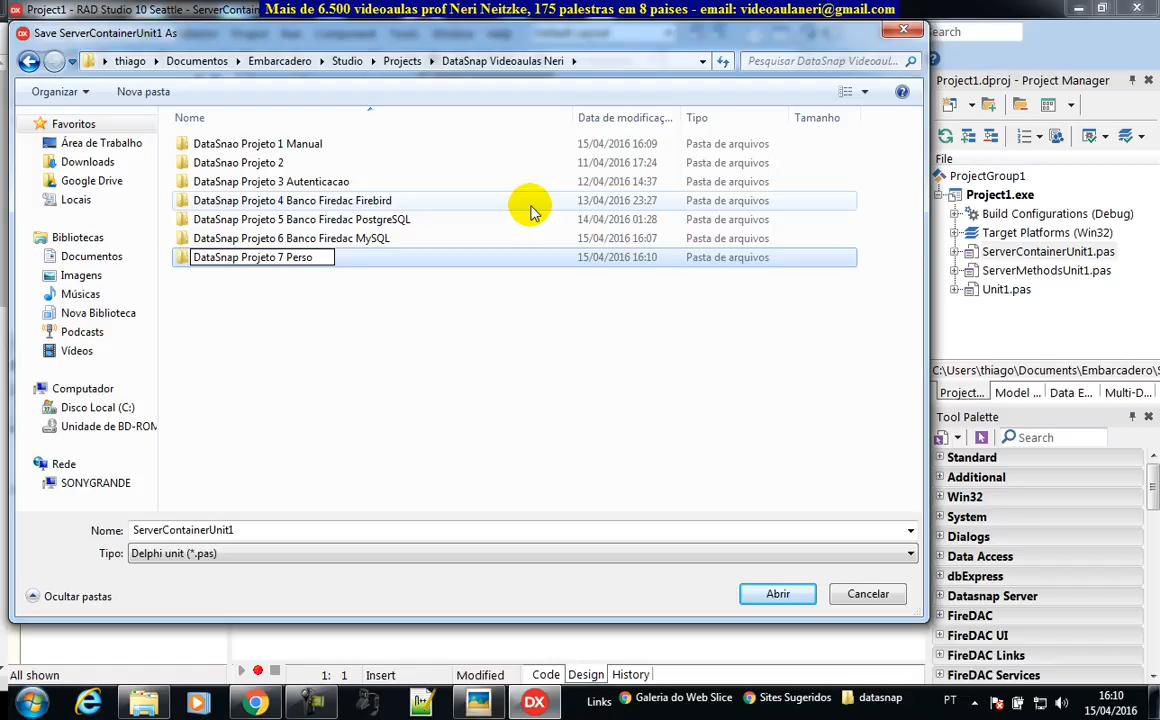 Project1 - RAD Studio 10 Seattle - ServerContain
Mais de 6.500 videoaulas prof Neri Neitzke, 175 palestras em 8 paises - email: videoaulaneri@gmail.com
Save ServerContainerUnit1 As
Search
thiago
Documentos
Embarcadero
Studio
Projects
DataSnap Videoaulas Neri
Pesquisar DataSnap Videoaul...
Project1.dproj - Project Manager
Organizar
Nova pasta
Nome
Data de modificaç...
Tipo
Tamanho
Favoritos
Área de Trabalho
Downloads
Google Drive
Locais
Bibliotecas
Documentos
Imagens
Músicas
Nova Biblioteca
Podcasts
Vídeos
Computador
Disco Local (C:)
Unidade de BD-ROM
Rede
SONYGRANDE
DataSnao Projeto 1 Manual 15/04/2016 16:09 Pasta de arquivos
DataSnap Projeto 2 11/04/2016 17:24 Pasta de arquivos
DataSnap Projeto 3 Autenticacao 12/04/2016 14:37 Pasta de arquivos
DataSnap Projeto 4 Banco Firedac Firebird 13/04/2016 23:27 Pasta de arquivos
DataSnap Projeto 5 Banco Firedac PostgreSQL 14/04/2016 01:28 Pasta de arquivos
DataSnap Projeto 6 Banco Firedac MySQL 15/04/2016 16:07 Pasta de arquivos
DataSnap Projeto 7 Perso 15/04/2016 16:10 Pasta de arquivos
Nome: ServerContainerUnit1
Tipo: Delphi unit (*.pas)
Ocultar pastas
Abrir
Cancelar
File
ProjectGroup1
Project1.exe
Build Configurations (Debug)
Target Platforms (Win32)
ServerContainerUnit1.pas
ServerMethodsUnit1.pas
Unit1.pas
C:\Users\thiago\Documents\Embarcadero\S
Project...
Model ...
Data E...
Multi-D...
Tool Palette
Search
Standard
Additional
Win32
System
Dialogs
Data Access
dbExpress
Datasnap Server
FireDAC
FireDAC UI
FireDAC Links
FireDAC Services
All shown
1: 1
Insert
Modified
Code
Design
History
Links
Galeria do Web Slice
Sites Sugeridos
datasnap
PT
16:10
15/04/2016